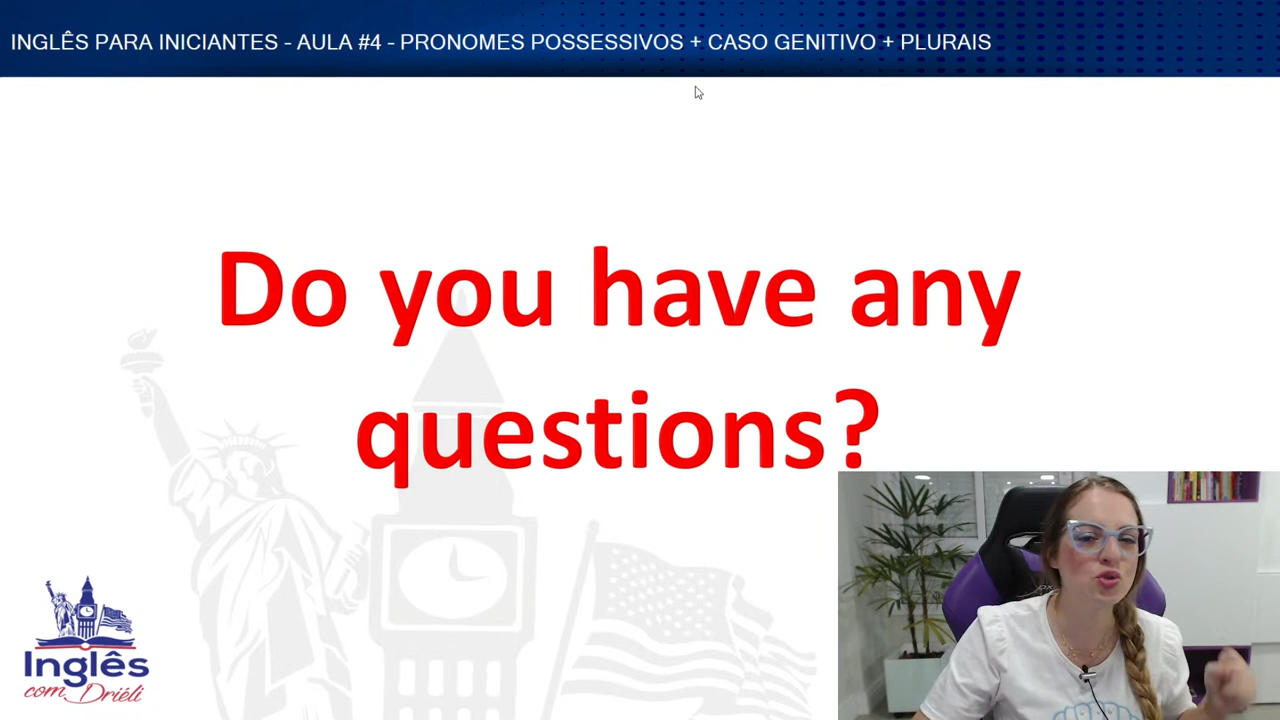 INGLÊS PARA INICIANTES - AULA #4 - PRONOMES POSSESSIVOS + CASO GENITIVO + PLURAIS
Do you have any
questions?
Inglês
com Driéli